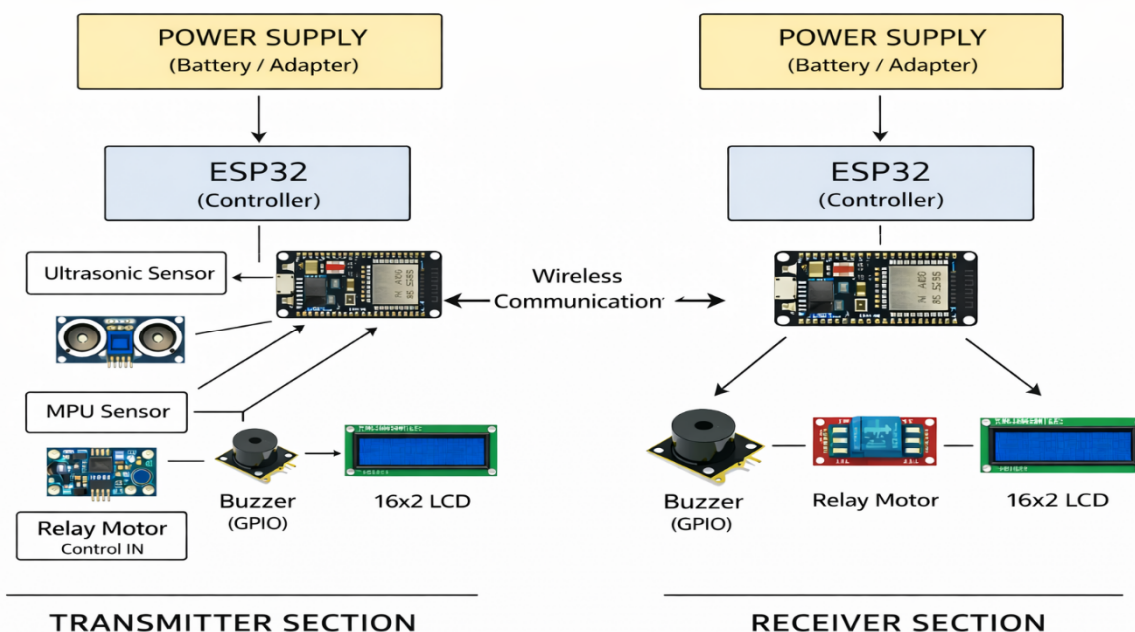 POWER SUPPLY
(Battery / Adapter)
ESP32
(Controller)
Ultrasonic Sensor
MPU Sensor
Relay Motor
Control IN
Buzzer
(GPIO)
16x2 LCD
TRANSMITTER SECTION
Wireless
Communication
POWER SUPPLY
(Battery / Adapter)
ESP32
(Controller)
Buzzer
(GPIO)
Relay Motor
16x2 LCD
RECEIVER SECTION